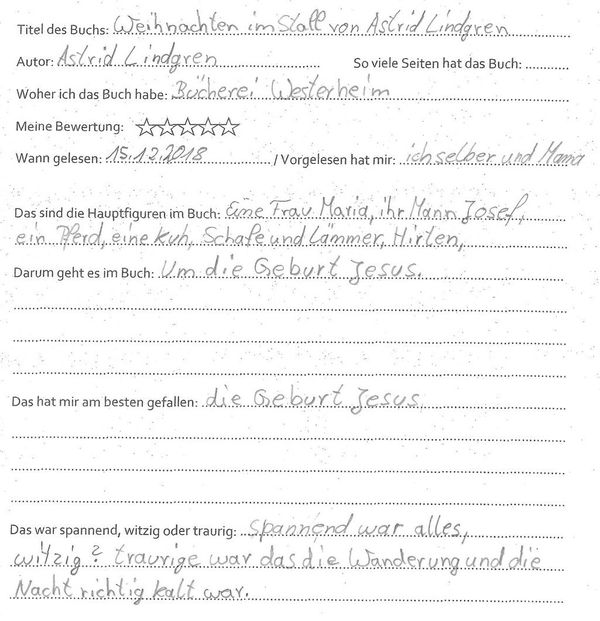 Titel des Buchs: Weihnachten im Stall von Astrid Lindgren
Autor: Astrid Lindgren So viele Seiten hat das Buch: ............
Woher ich das Buch habe: Bücherei Westerheim
Meine Bewertung: ☆☆☆☆☆
Wann gelesen: 15.12.2018 / Vorgelesen hat mir: ich selber und Mama
Das sind die Hauptfiguren im Buch: Eine Frau Maria, ihr Mann Josef,
ein Pferd, eine Kuh, Schafe und Lämmer, Hirten,
Darum geht es im Buch: Um die Geburt Jesus.
Das hat mir am besten gefallen: die Geburt Jesus
Das war spannend, witzig oder traurig: spannend war alles,
witzig? traurige war das die Wanderung und die
Nacht richtig kalt war.